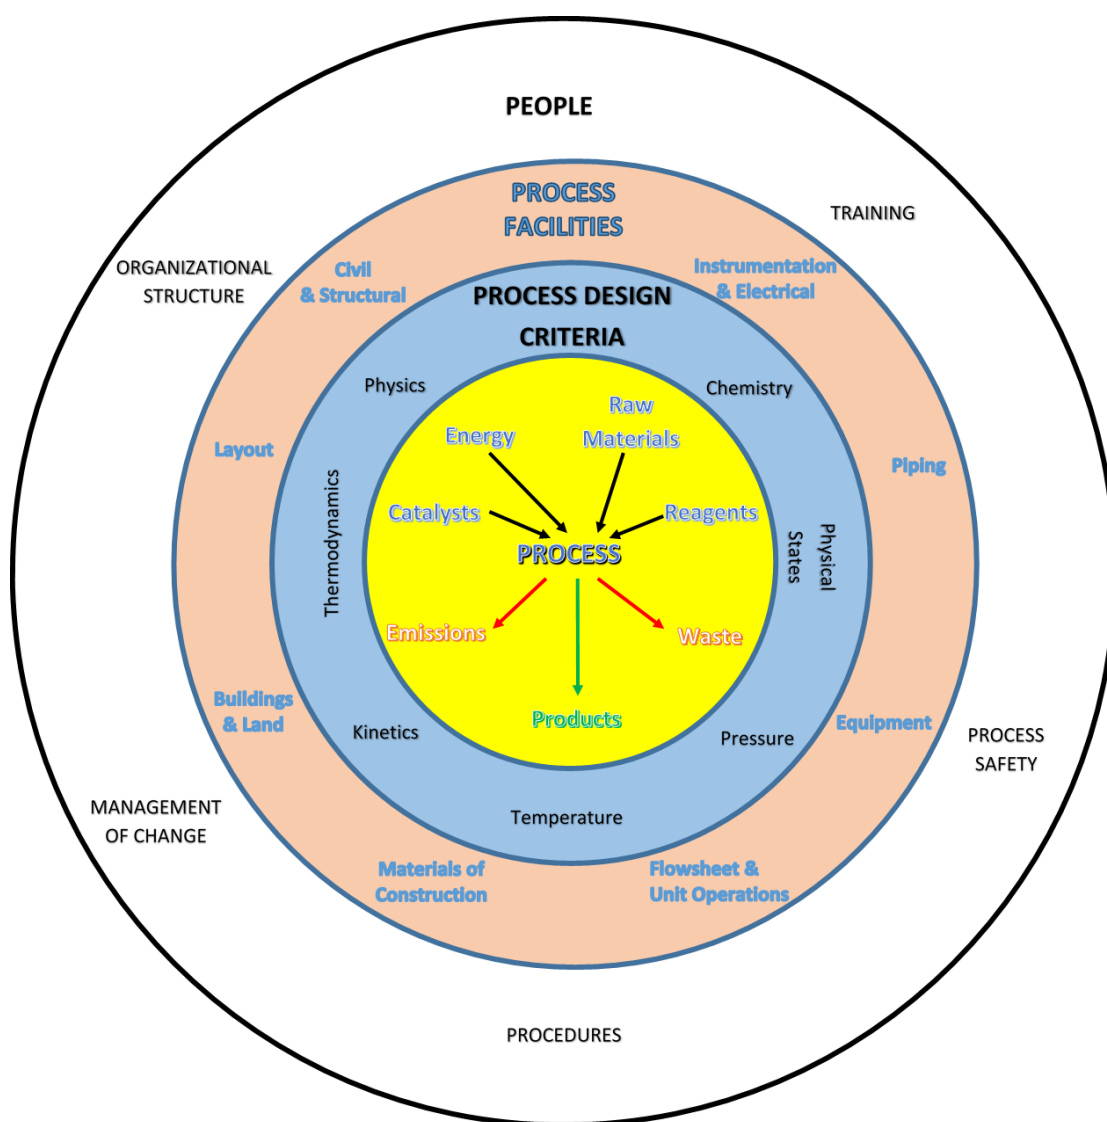 PEOPLE
TRAINING
ORGANIZATIONAL
STRUCTURE
PROCESS
SAFETY
MANAGEMENT
OF CHANGE
PROCEDURES
PROCESS
FACILITIES
Civil
& Structural
Instrumentation
& Electrical
Layout
Piping
Buildings
& Land
Equipment
Materials of
Construction
Flowsheet &
Unit Operations
PROCESS DESIGN
CRITERIA
Physics
Chemistry
Thermodynamics
Physical
States
Kinetics
Pressure
Temperature
Raw
Materials
Energy
Catalysts
Reagents
PROCESS
Emissions
Waste
Products